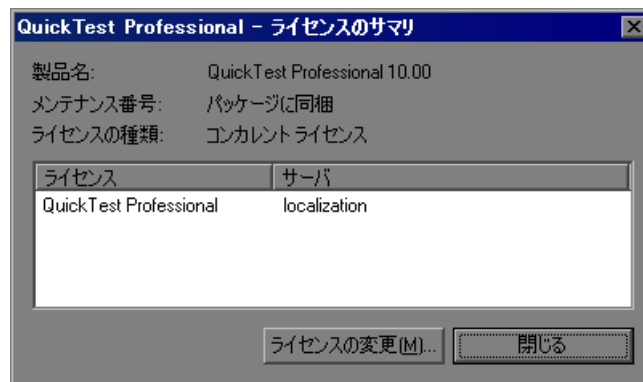 QuickTest Professional - ライセンスのサマリ
製品名: QuickTest Professional 10.00
メンテナンス番号: パッケージに同梱
ライセンスの種類: コンカレント ライセンス
ライセンス サーバ
QuickTest Professional localization
ライセンスの変更(M)... 閉じる